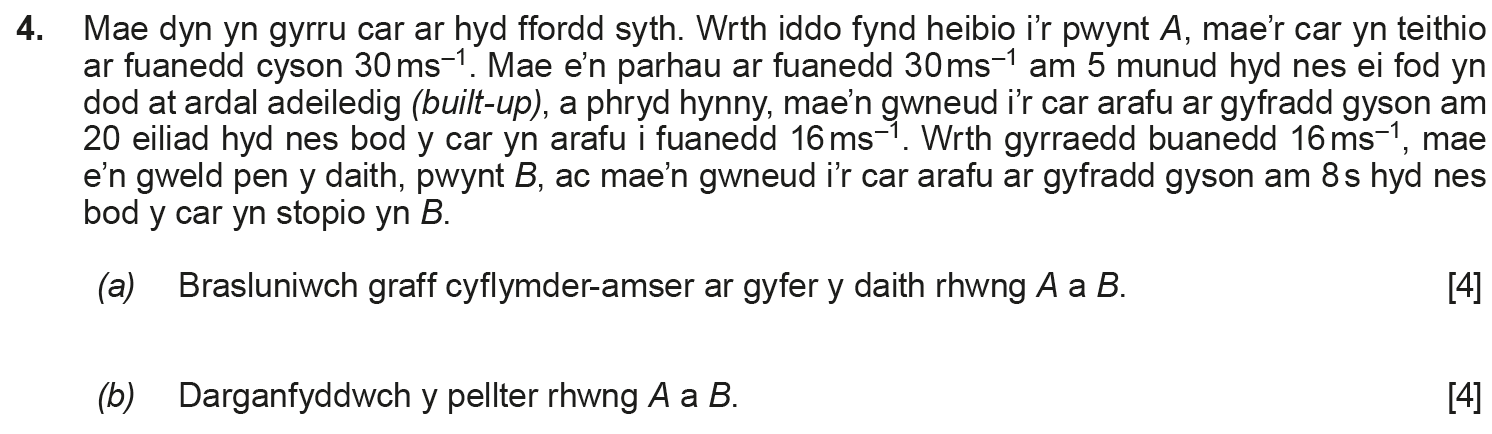 4. Mae dyn yn gyrru car ar hyd ffordd syth. Wrth iddo fynd heibio i’r pwynt A, mae’r car yn teithio
ar fuanedd cyson 30 ms⁻¹. Mae e’n parhau ar fuanedd 30 ms⁻¹ am 5 munud hyd nes ei fod yn
dod at ardal adeiledig (built-up), a phryd hynny, mae’n gwneud i’r car arafu ar gyfradd gyson am
20 eiliad hyd nes bod y car yn arafu i fuanedd 16 ms⁻¹. Wrth gyrraedd buanedd 16 ms⁻¹, mae
e’n gweld pen y daith, pwynt B, ac mae’n gwneud i’r car arafu ar gyfradd gyson am 8 s hyd nes
bod y car yn stopio yn B.
(a) Brasluniwch graff cyflymder-amser ar gyfer y daith rhwng A a B. [4]
(b) Darganfyddwch y pellter rhwng A a B. [4]